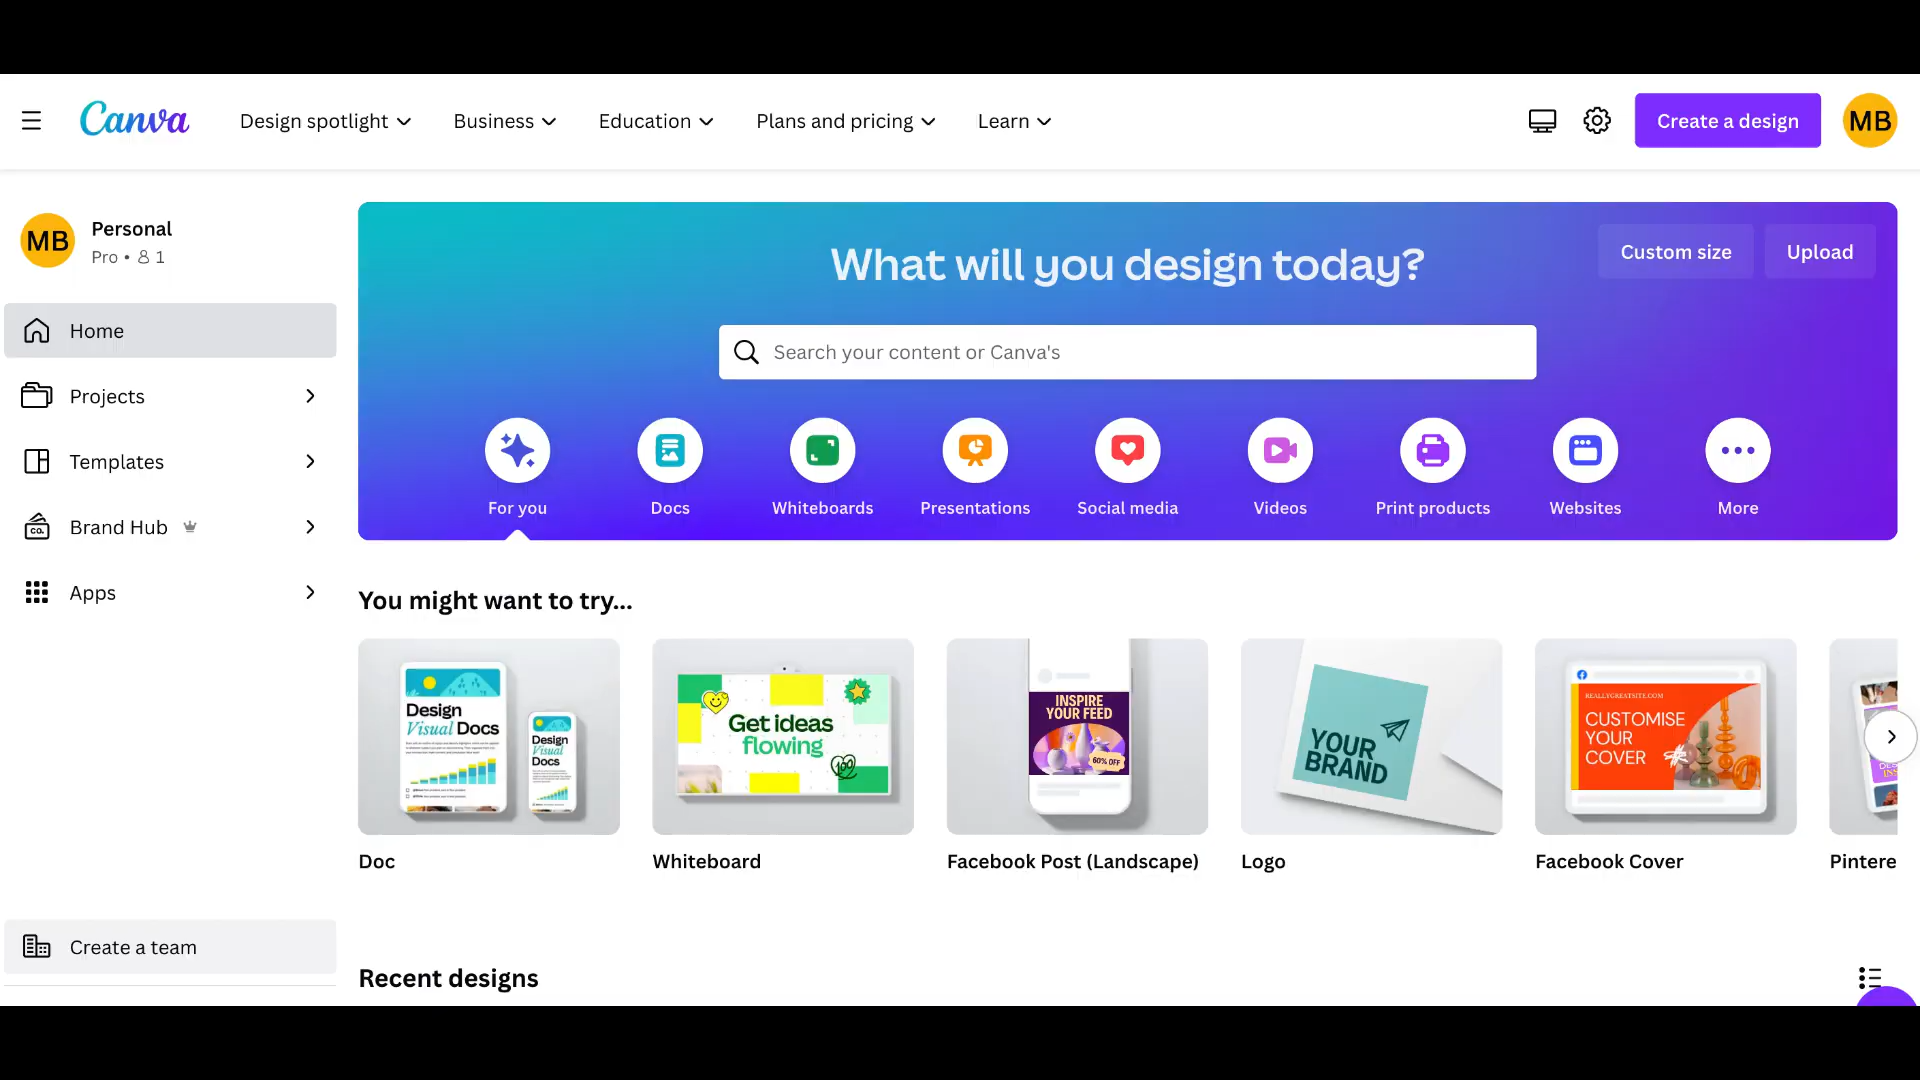 Canva
Design spotlight
Business
Education
Plans and pricing
Learn
Create a design
MB
MB
Personal
Pro • 1
Home
Projects
Templates
Brand Hub
Apps
Create a team
What will you design today?
Custom size
Upload
Search your content or Canva's
For you
Docs
Whiteboards
Presentations
Social media
Videos
Print products
Websites
More
You might want to try...
Design
Visual Docs
Design
Visual
Docs
Doc
Get ideas
flowing
100
Whiteboard
INSPIRE
YOUR FEED
60% OFF
Facebook Post (Landscape)
YOUR
BRAND
Logo
REALLYGREATSITE.COM
CUSTOMISE
YOUR
COVER
Facebook Cover
Pintere
Recent designs